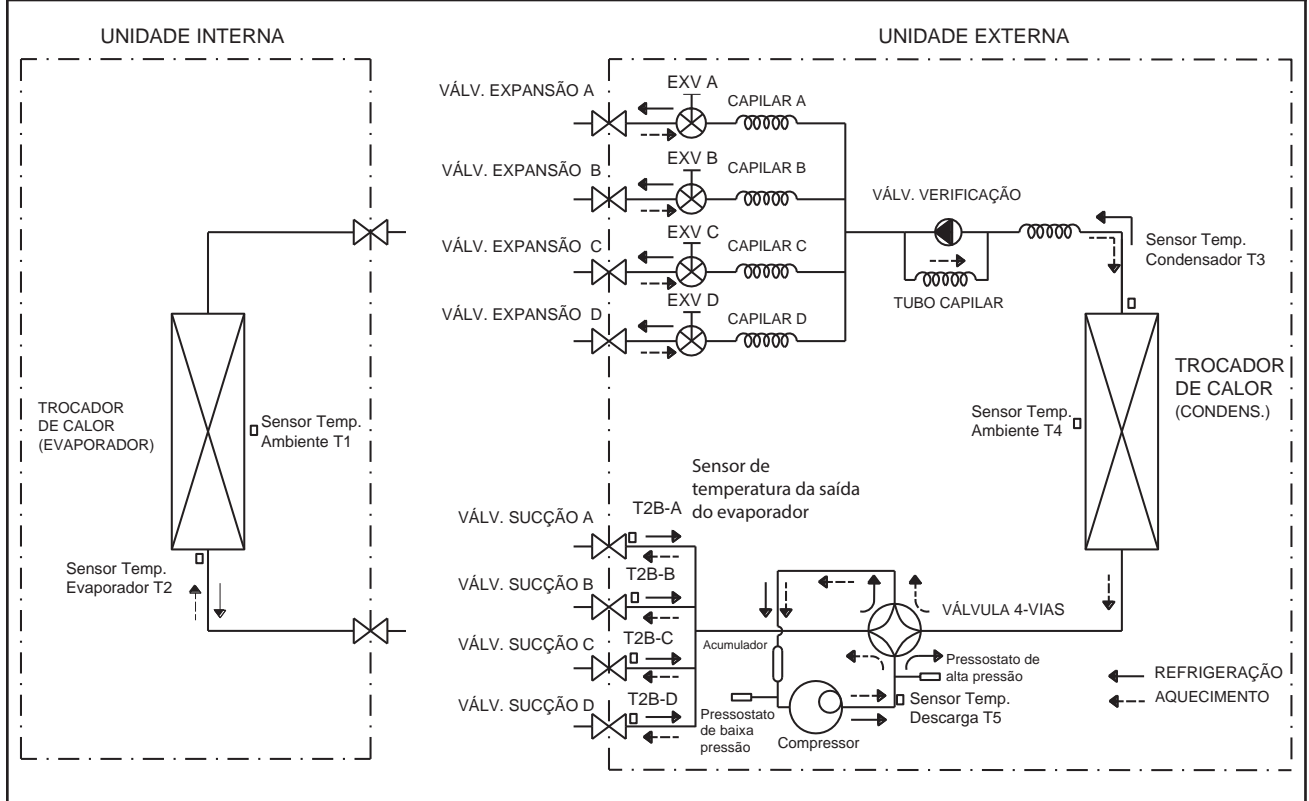 UNIDADE INTERNA
UNIDADE EXTERNA
VÁLV. EXPANSÃO A
EXV A
CAPILAR A
VÁLV. EXPANSÃO B
EXV B
CAPILAR B
VÁLV. EXPANSÃO C
EXV C
CAPILAR C
VÁLV. EXPANSÃO D
EXV D
CAPILAR D
VÁLV. VERIFICAÇÃO
TUBO CAPILAR
Sensor Temp.
Condensador T3
TROCADOR
DE CALOR
(EVAPORADOR)
Sensor Temp.
Ambiente T1
Sensor Temp.
Evaporador T2
Sensor Temp.
Ambiente T4
TROCADOR
DE CALOR
(CONDENS.)
Sensor de
temperatura da saída
do evaporador
VÁLV. SUCÇÃO A
T2B-A
VÁLV. SUCÇÃO B
T2B-B
VÁLV. SUCÇÃO C
T2B-C
VÁLV. SUCÇÃO D
T2B-D
VÁLVULA 4-VIAS
Acumulador
Pressostato de
alta pressão
Pressostato
de baixa
pressão
Compressor
Sensor Temp.
Descarga T5
REFRIGERAÇÃO
AQUECIMENTO